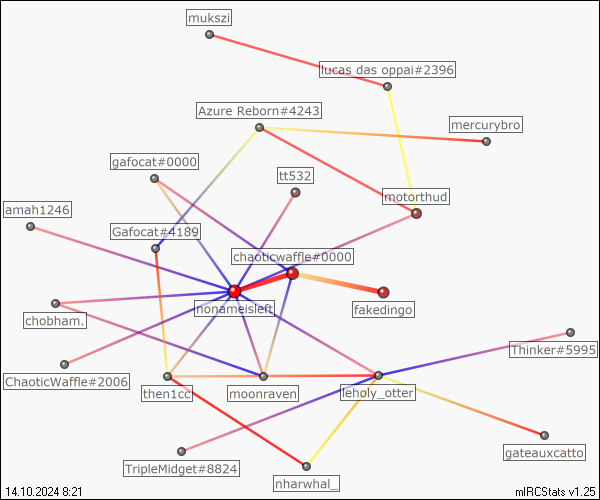 mukszi
lucas das oppai#2396
Azure Reborn#4243
mercurybro
gafocat#0000
tt532
motorthud
amah1246
Gafocat#4189
chaoticwaffle#0000
nonameisleft
fakedingo
chobham.
Thinker#5995
ChaoticWaffle#2006
then1cc
moonraven
leholy_otter
gateauxcatto
TripleMidget#8824
nharwhal_
14.10.2024 8:21
mIRCStats v1.25